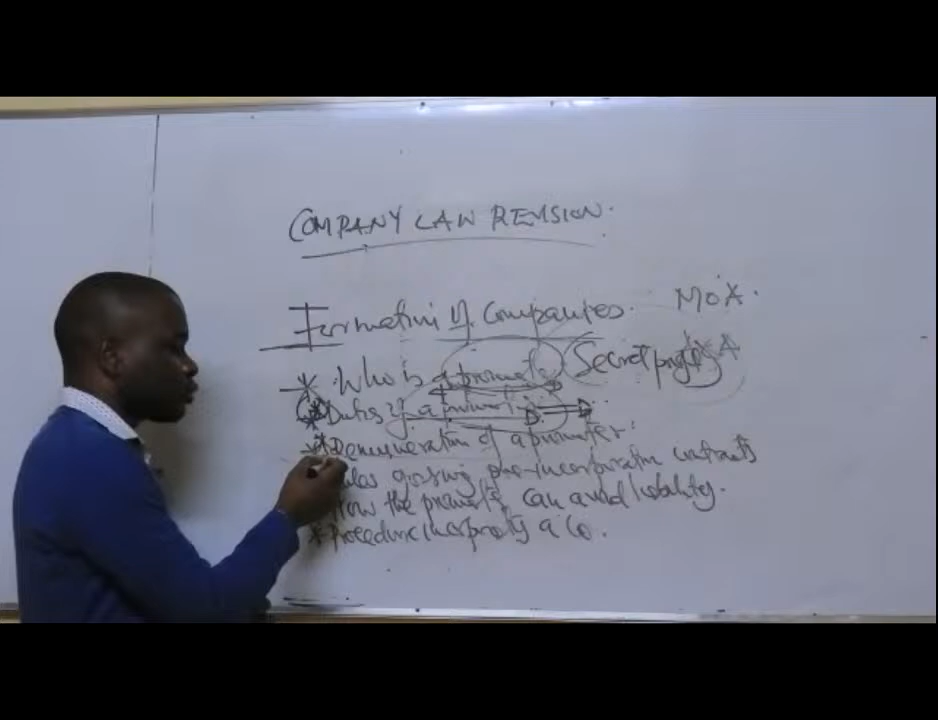 COMPANY LAW REVISION.
Formation of Companies. MOA.
* Who is a promoter Secret profits
* Duties of a promoter
* Remuneration of a promoter.
Rules governing pre-incorporation contracts
How the promoter can avoid liability.
* Procedure incorporating a Co.